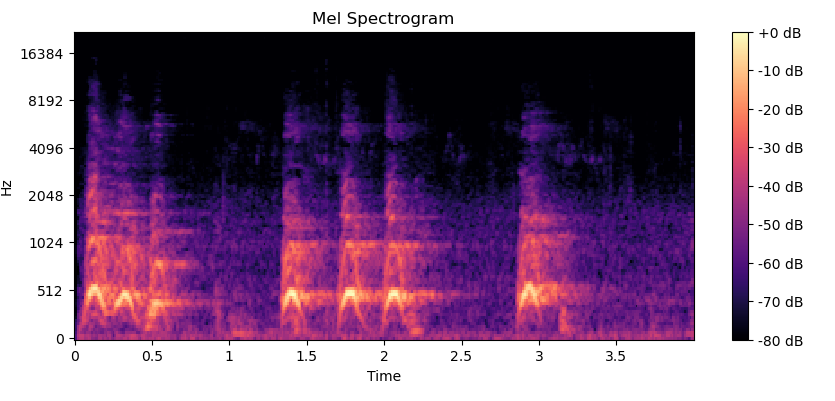 Mel Spectrogram
Hz
16384
8192
4096
2048
1024
512
0
0
0.5
1
1.5
2
2.5
3
3.5
Time
+0 dB
-10 dB
-20 dB
-30 dB
-40 dB
-50 dB
-60 dB
-70 dB
-80 dB